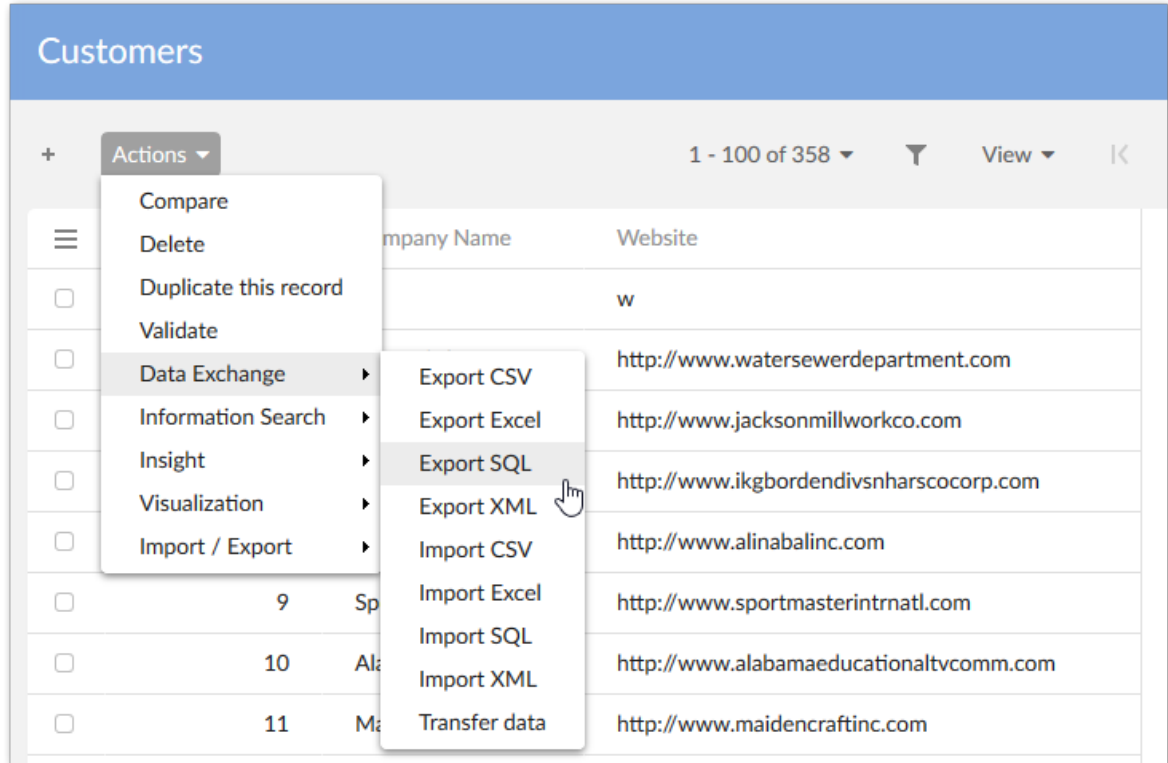 Customers
+ Actions 1 - 100 of 358 View
Compare
Delete
Duplicate this record
Validate
Data Exchange
Information Search
Insight
Visualization
Import / Export
Export CSV
Export Excel
Export SQL
Export XML
Import CSV
Import Excel
Import SQL
Import XML
Transfer data
mpany Name Website
w
http://www.watersewerdepartment.com
http://www.jacksonmillworkco.com
http://www.ikgbordendivsnharscocorp.com
http://www.alinabalinc.com
9 Sp http://www.sportmasterintrnatl.com
10 Ala http://www.alabamaeducationaltvcomm.com
11 Ma http://www.maidencraftinc.com